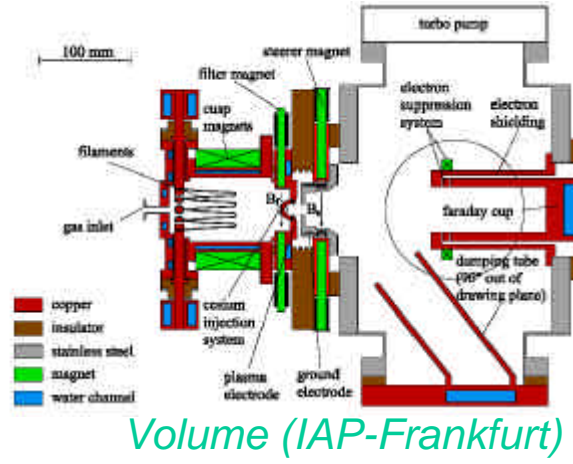 turbo pump
steerer magnet
100 mm
filter magnet
cusp
magnets
electron
suppression
system
electron
shielding
filaments
Bf
gas inlet
faraday cup
damping tube
(90° out of
drawing plane)
cesium
injection
system
plasma
electrode
ground
electrode
copper
insulator
stainless steel
magnet
water channel
Volume (IAP-Frankfurt)